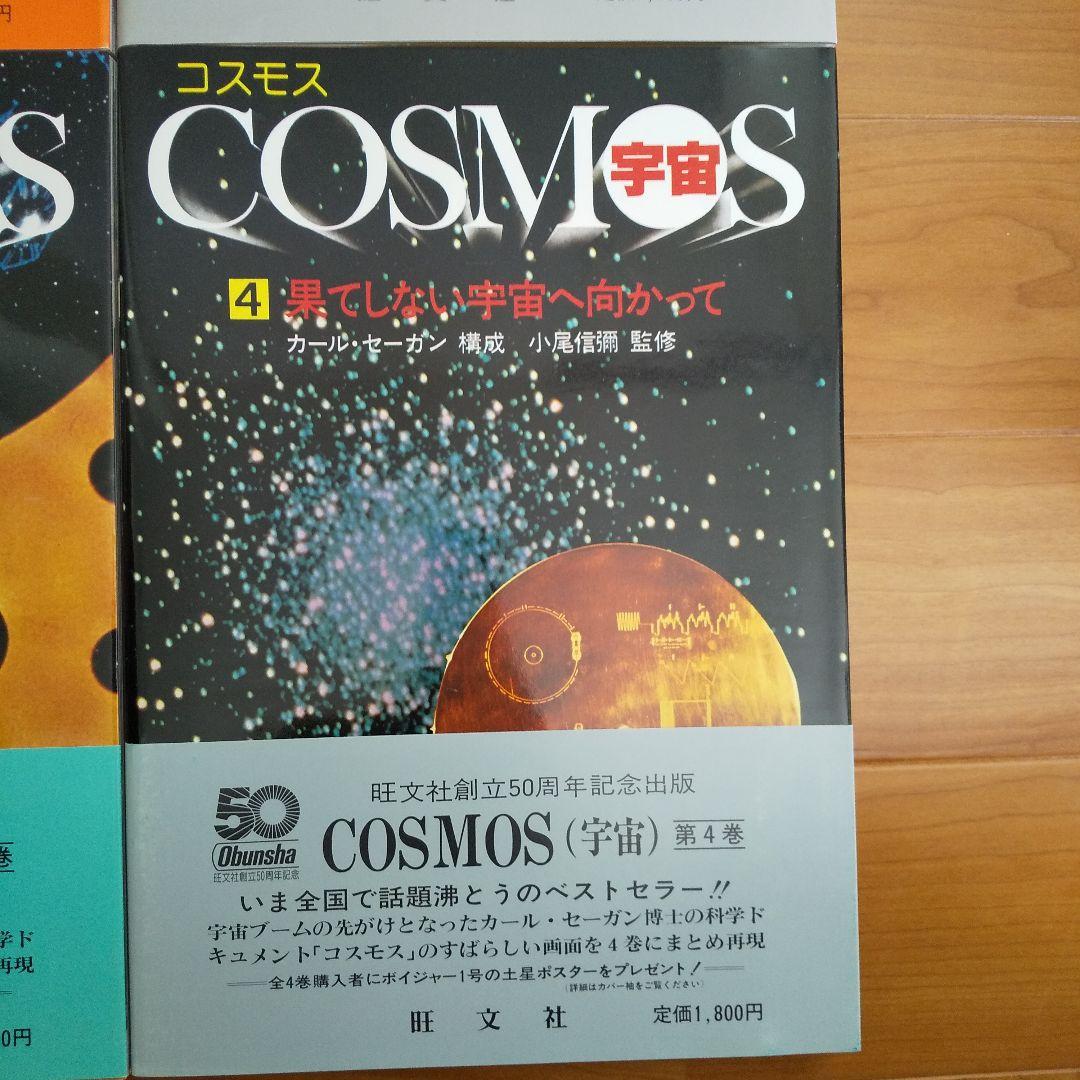 円
コスモス
COSMOS
宇宙
4 果てしない宇宙へ向かって
カール・セーガン 構成 小尾信彌 監修
旺文社創立50周年記念出版
50
Obunsha
旺文社創立50周年記念
COSMOS(宇宙) 第4巻
いま全国で話題沸とうのベストセラー!!
宇宙ブームの先がけとなったカール・セーガン博士の科学ド
キュメント「コスモス」のすばらしい画面を4巻にまとめ再現
全4巻購入者にボイジャー1号の土星ポスターをプレゼント!
(詳細はカバー袖をご覧ください)
旺文社 定価1,800円
S
巻
学ド
再現
0円